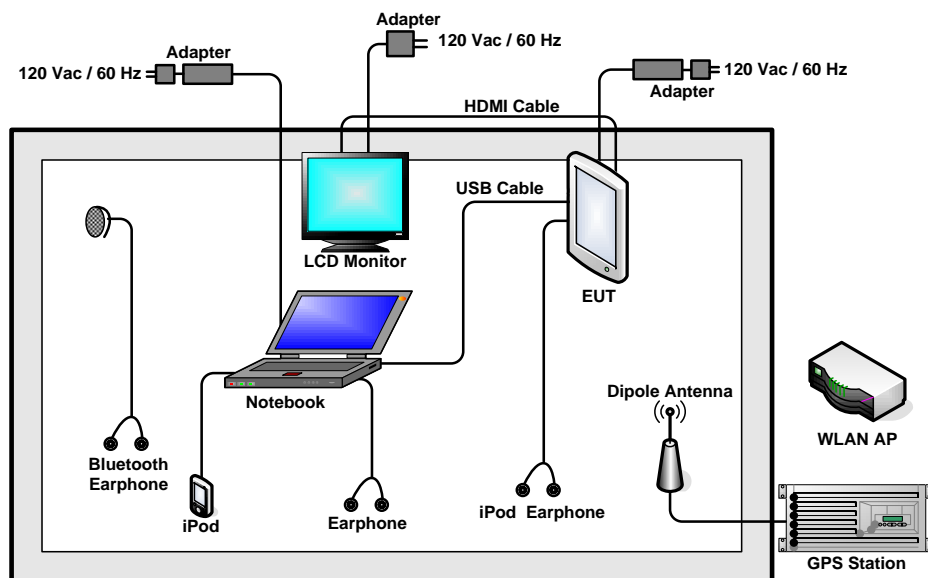 Adapter
120 Vac / 60 Hz
Adapter
120 Vac / 60 Hz
120 Vac / 60 Hz
Adapter
HDMI Cable
USB Cable
LCD Monitor
EUT
Notebook
Dipole Antenna
WLAN AP
Bluetooth
Earphone
iPod
Earphone
iPod Earphone
GPS Station